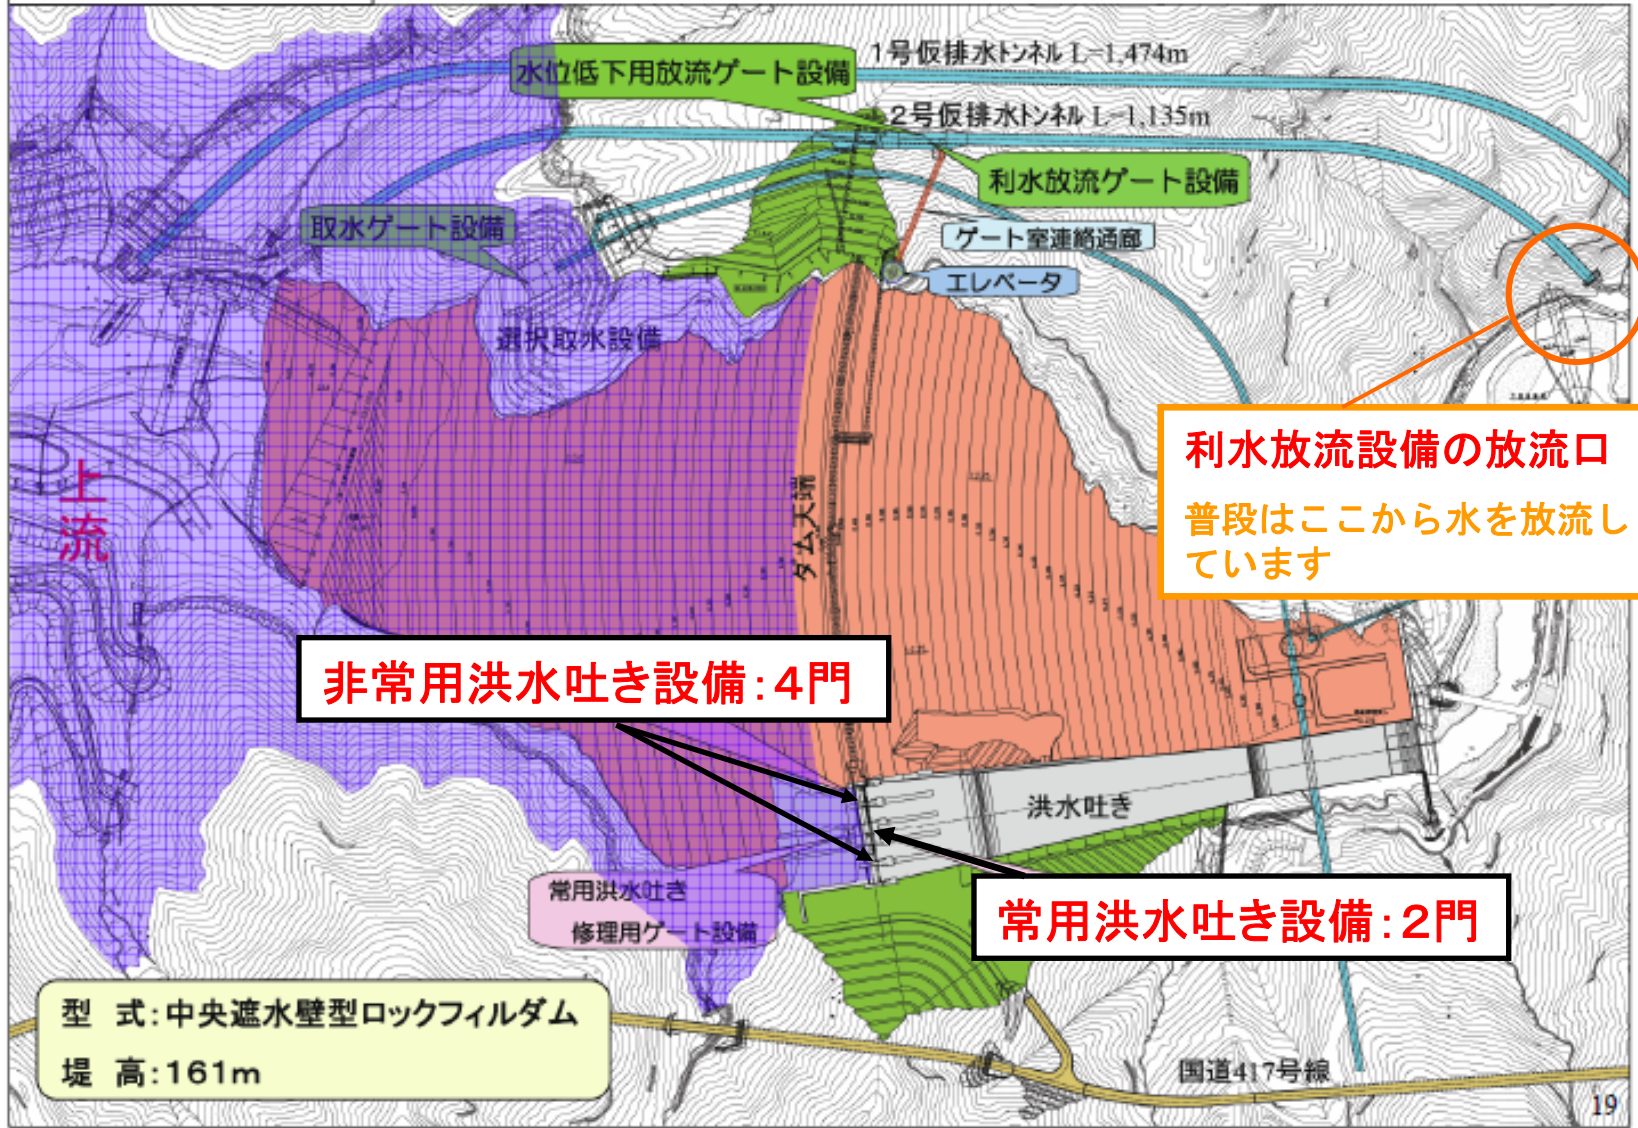 1号仮排水トンネル L=1,474m
水位低下用放流ゲート設備
2号仮排水トンネル L=1,135m
利水放流ゲート設備
取水ゲート設備
ゲート室連絡通廊
エレベータ
選択取水設備
利水放流設備の放流口
普段はここから水を放流し
ています
上流
ダム天端
非常用洪水吐き設備:4門
洪水吐き
常用洪水吐き
修理用ゲート設備
常用洪水吐き設備:2門
型 式:中央遮水壁型ロックフィルダム
堤 高:161m
国道417号線
19